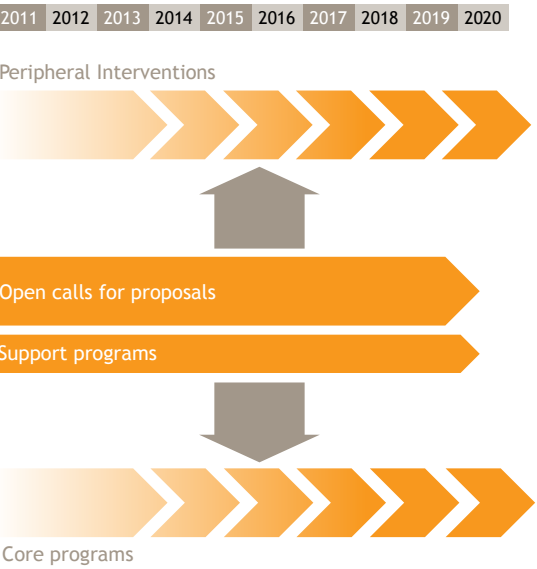 2011 2012 2013 2014 2015 2016 2017 2018 2019 2020
Peripheral Interventions
Open calls for proposals
Support programs
Core programs